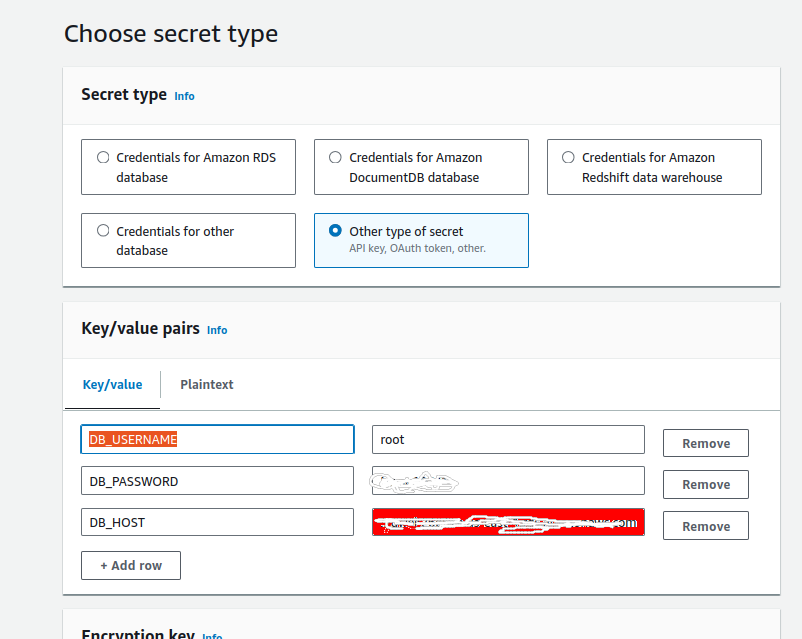 Choose secret type
Secret type Info
Credentials for Amazon RDS database
Credentials for Amazon DocumentDB database
Credentials for Amazon Redshift data warehouse
Credentials for other database
Other type of secret
API key, OAuth token, other.
Key/value pairs Info
Key/value
Plaintext
DB_USERNAME
root
Remove
DB_PASSWORD
Remove
DB_HOST
Remove
+ Add row
Encryption key Info